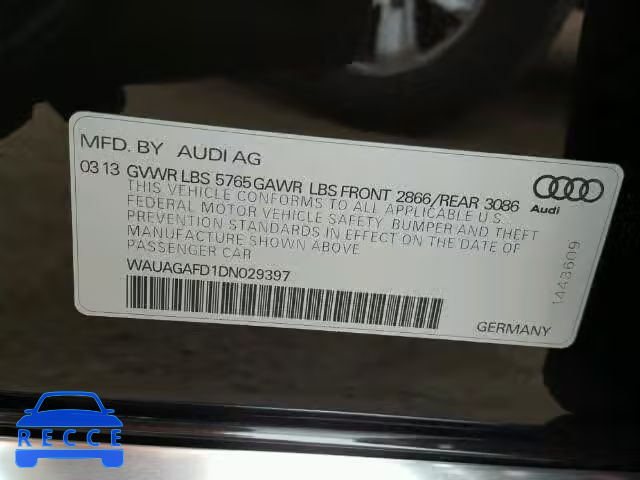 MFD. BY AUDI AG
03 13 GVWR LBS 5765 GAWR LBS FRONT 2866/REAR 3086
THIS VEHICLE CONFORMS TO ALL APPLICABLE U.S.
FEDERAL MOTOR VEHICLE SAFETY, BUMPER AND THEFT
PREVENTION STANDARDS IN EFFECT ON THE DATE OF
MANUFACTURE SHOWN ABOVE
PASSENGER CAR
WAUAGAFD1DN029397
Audi
1443609
GERMANY
RECCE